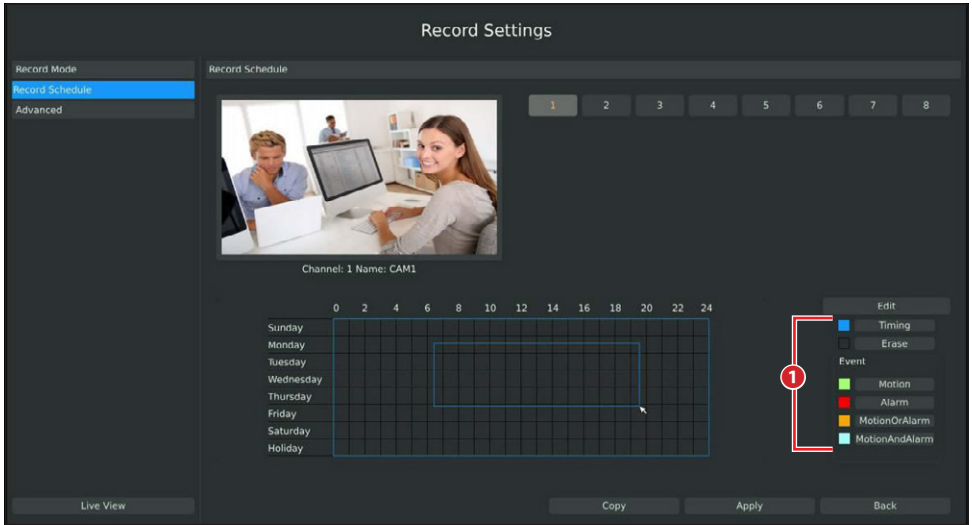 Record Settings
Record Mode
Record Schedule
Advanced
Record Schedule
1 2 3 4 5 6 7 8
Channel: 1 Name: CAM1
0 2 4 6 8 10 12 14 16 18 20 22 24
Sunday
Monday
Tuesday
Wednesday
Thursday
Friday
Saturday
Holiday
Edit
Timing
Erase
Event
Motion
Alarm
MotionOrAlarm
MotionAndAlarm
1
Live View
Copy
Apply
Back